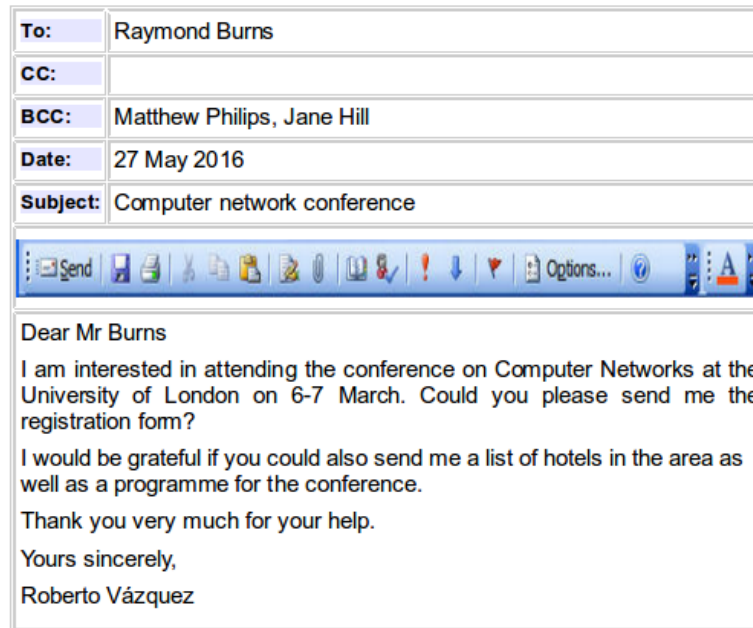 To: Raymond Burns
CC:
BCC: Matthew Philips, Jane Hill
Date: 27 May 2016
Subject: Computer network conference
Send Options... A
Dear Mr Burns
I am interested in attending the conference on Computer Networks at the
University of London on 6-7 March. Could you please send me the
registration form?
I would be grateful if you could also send me a list of hotels in the area as
well as a programme for the conference.
Thank you very much for your help.
Yours sincerely,
Roberto Vázquez